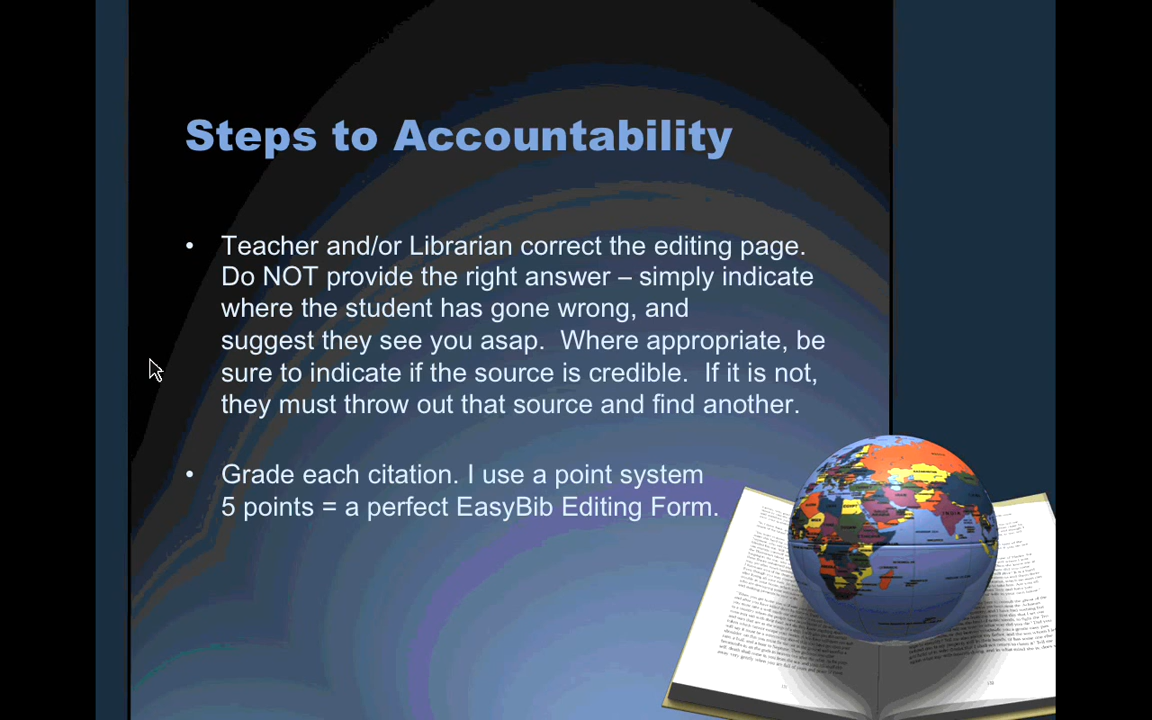 Steps to Accountability
• Teacher and/or Librarian correct the editing page.
Do NOT provide the right answer – simply indicate
where the student has gone wrong, and
suggest they see you asap.  Where appropriate, be
sure to indicate if the source is credible.  If it is not,
they must throw out that source and find another.
• Grade each citation. I use a point system
5 points = a perfect EasyBib Editing Form.